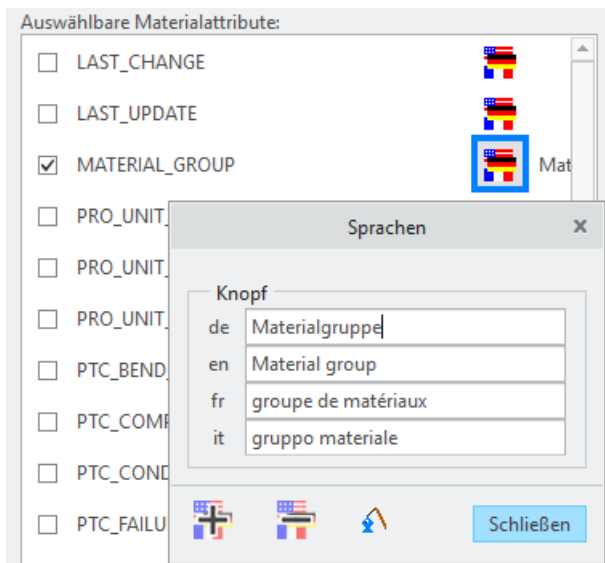 Auswählbare Materialattribute:
LAST_CHANGE
LAST_UPDATE
MATERIAL_GROUP Mat
PRO_UNIT_
Sprachen
PRO_UNIT_
Knopf
PRO_UNIT_
de Materialgruppe
en Material group
PTC_BEND_
fr groupe de matériaux
PTC_COMP
it gruppo materiale
PTC_COND
PTC_FAILU
Schließen